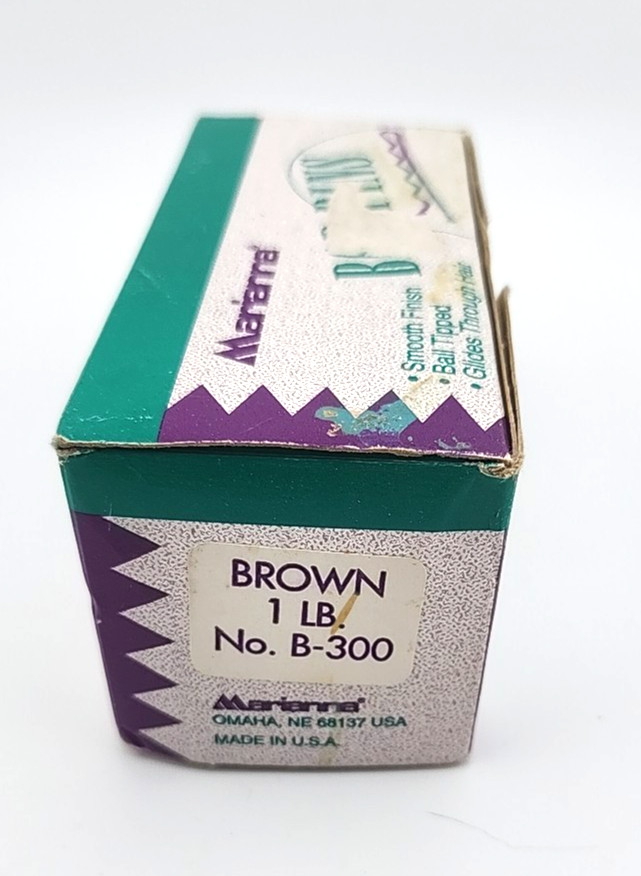 Marianna
• Smooth Finish
• Ball Tipped
• Glides Through Hair
BROWN
1 LB.
No. B-300
Marianna
OMAHA, NE 68137 USA
MADE IN U.S.A.